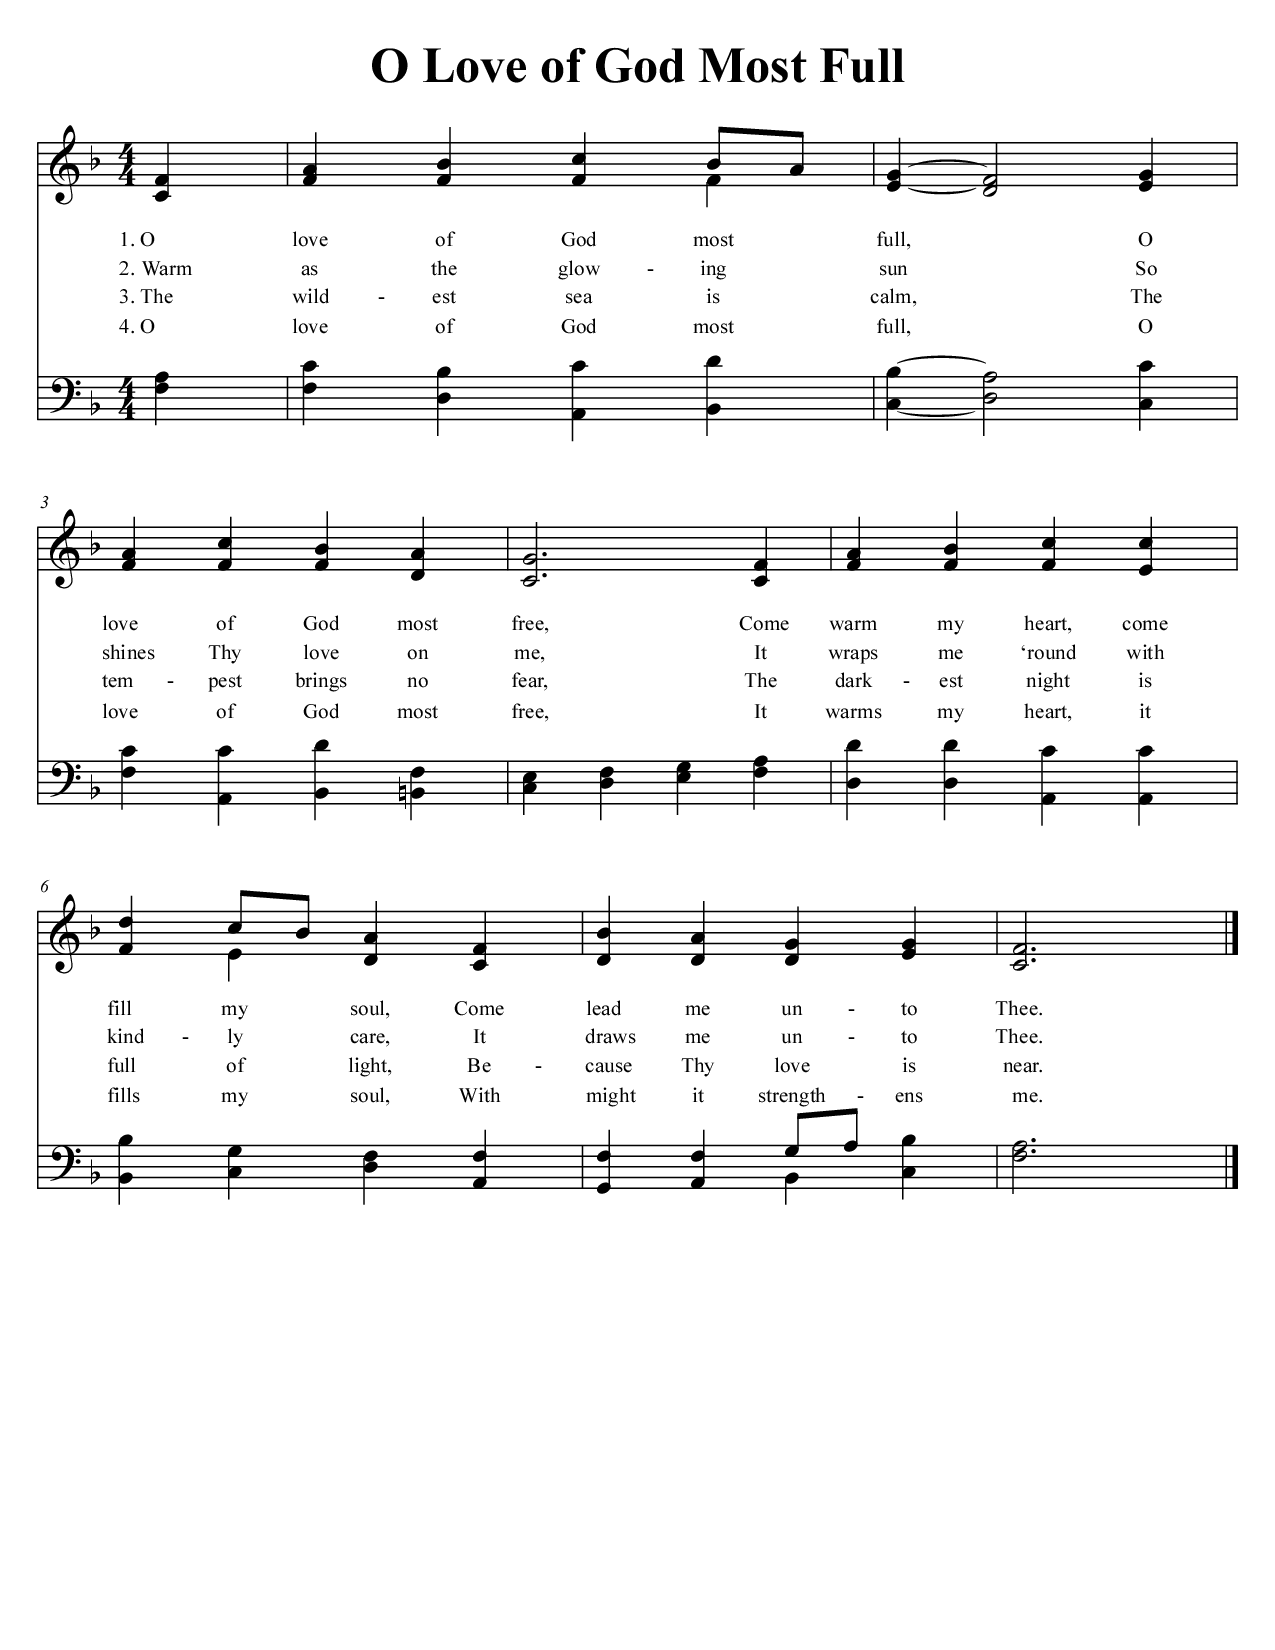 O Love of God Most Full
4 4
1. O love of God most full, O
2. Warm as the glow - ing sun So
3. The wild - est sea is calm, The
4. O love of God most full, O
4 4
3
love of God most free, Come warm my heart, come
shines Thy love on me, It wraps me ‘round with
tem - pest brings no fear, The dark - est night is
love of God most free, It warms my heart, it
6
fill my soul, Come lead me un - to Thee.
kind - ly care, It draws me un - to Thee.
full of light, Be - cause Thy love is near.
fills my soul, With might it strength - ens me.